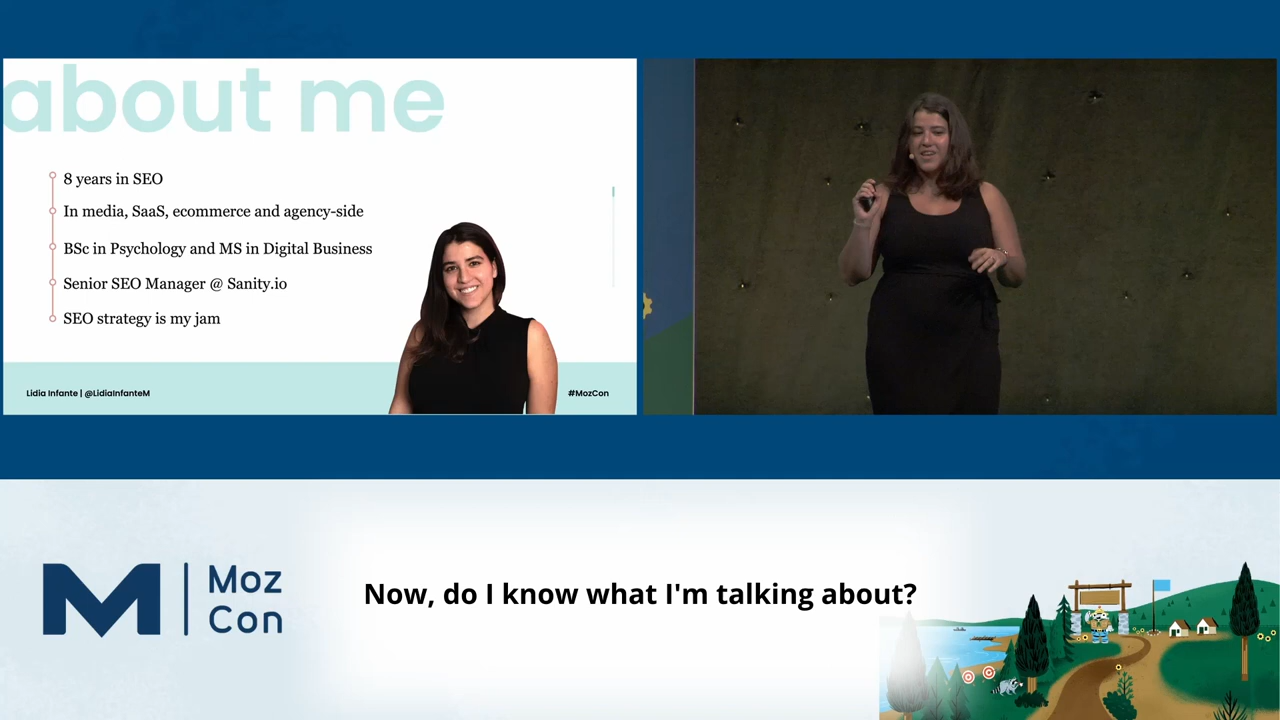 about me
8 years in SEO
In media, SaaS, ecommerce and agency-side
BSc in Psychology and MS in Digital Business
Senior SEO Manager @ Sanity.io
SEO strategy is my jam
Lidia Infante | @LidiaInfanteM
#MozCon
M | Moz
Con
Now, do I know what I'm talking about?